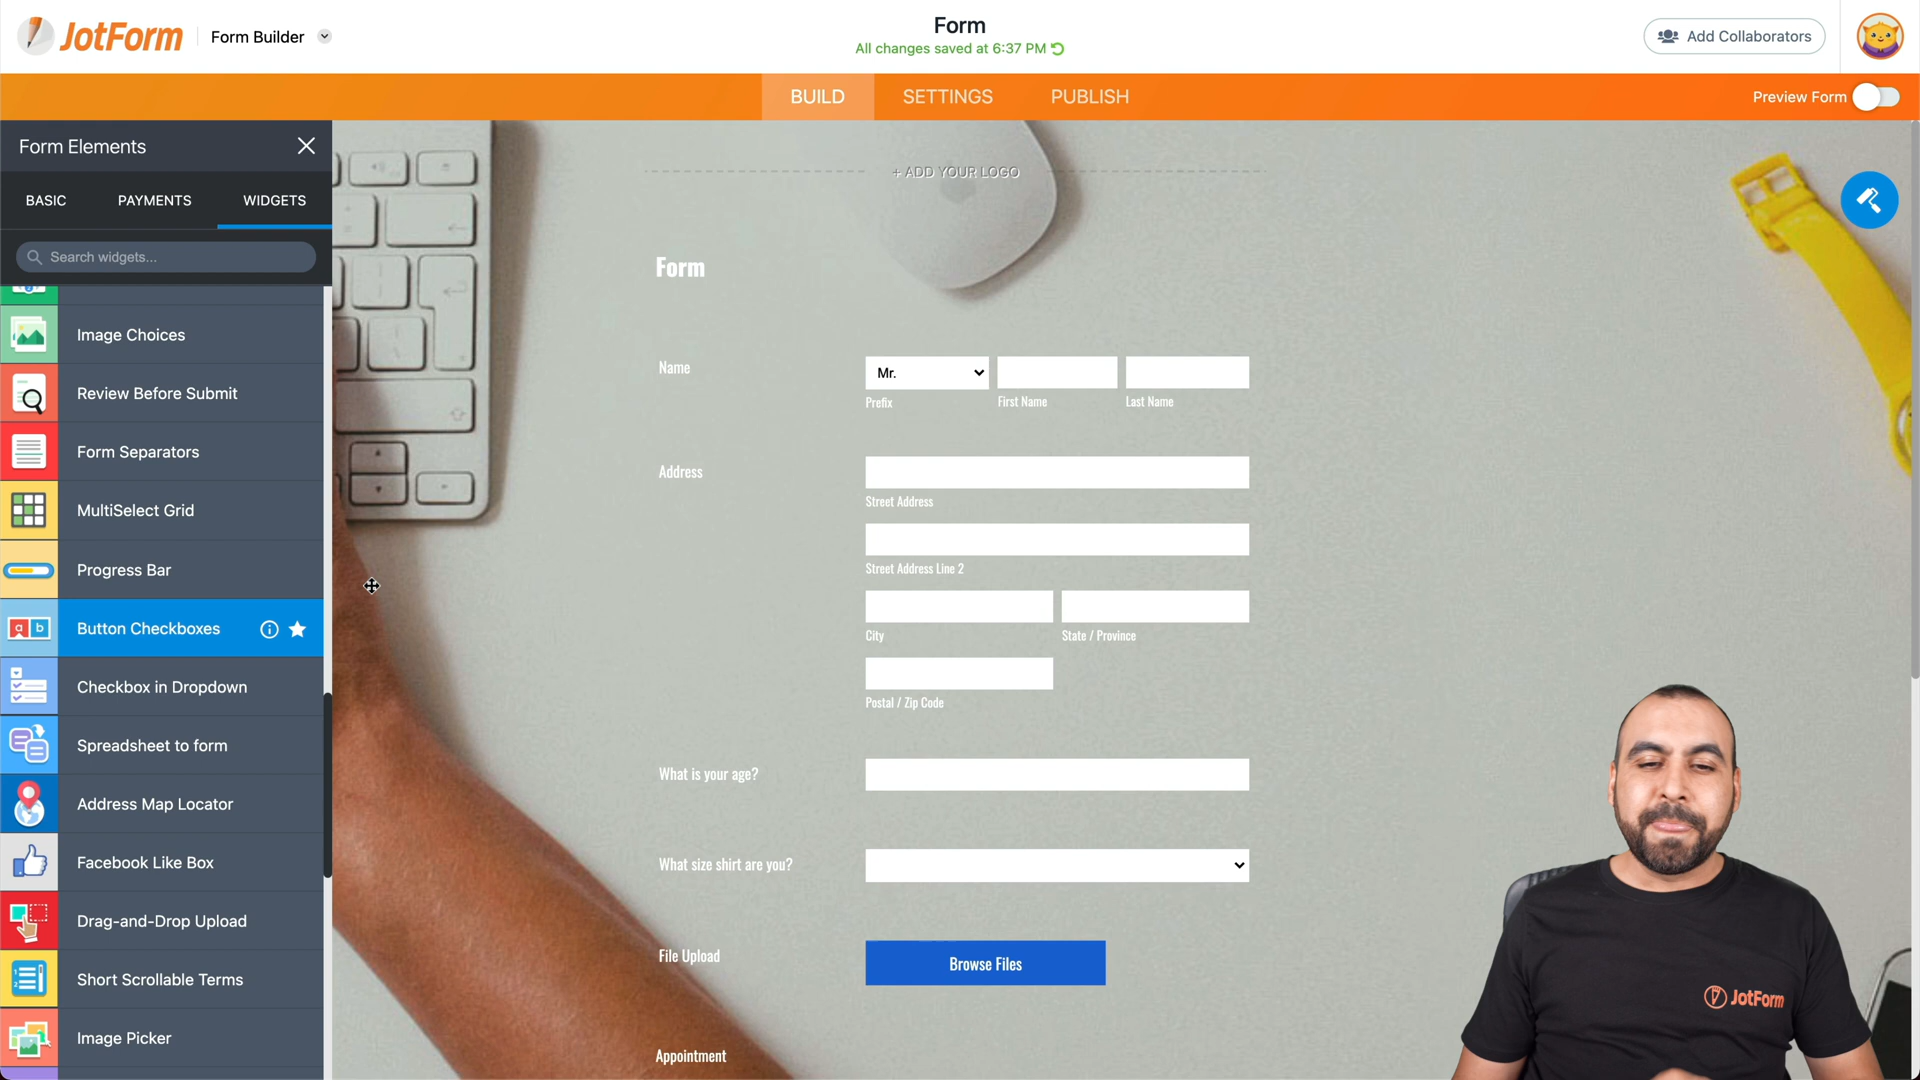 JotForm
Form Builder
Form
All changes saved at 6:37 PM
Add Collaborators
BUILD
SETTINGS
PUBLISH
Preview Form
Form Elements
BASIC
PAYMENTS
WIDGETS
Search widgets...
Image Choices
Review Before Submit
Form Separators
MultiSelect Grid
Progress Bar
a b
Button Checkboxes
Checkbox in Dropdown
Spreadsheet to form
Address Map Locator
Facebook Like Box
Drag-and-Drop Upload
Short Scrollable Terms
Image Picker
+ ADD YOUR LOGO
Form
Name
Mr.
Prefix
First Name
Last Name
Address
Street Address
Street Address Line 2
City
State / Province
Postal / Zip Code
What is your age?
What size shirt are you?
File Upload
Browse Files
Appointment
JotForm